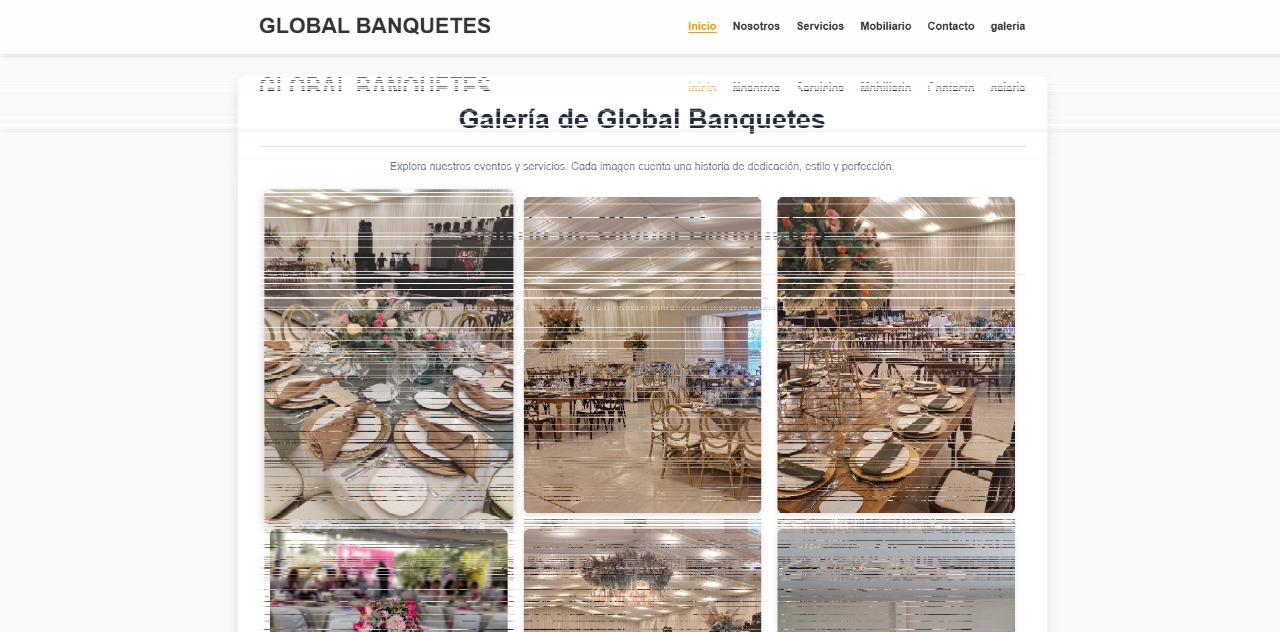 GLOBAL BANQUETES
Inicio Nosotros Servicios Mobiliario Contacto galeria
GLOBAL BANQUETES
Inicio Nosotros Servicios Mobiliario Contacto galeria
Galería de Global Banquetes
Explora nuestros eventos y servicios. Cada imagen cuenta una historia de dedicación, estilo y perfección.